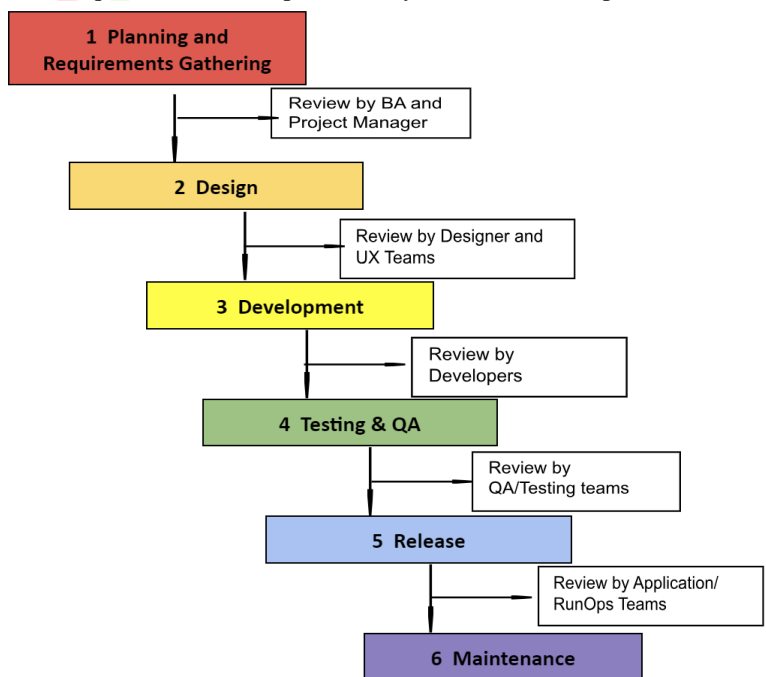 1 Planning and
Requirements Gathering
Review by BA and
Project Manager
2 Design
Review by Designer and
UX Teams
3 Development
Review by
Developers
4 Testing & QA
Review by
QA/Testing teams
5 Release
Review by Application/
RunOps Teams
6 Maintenance